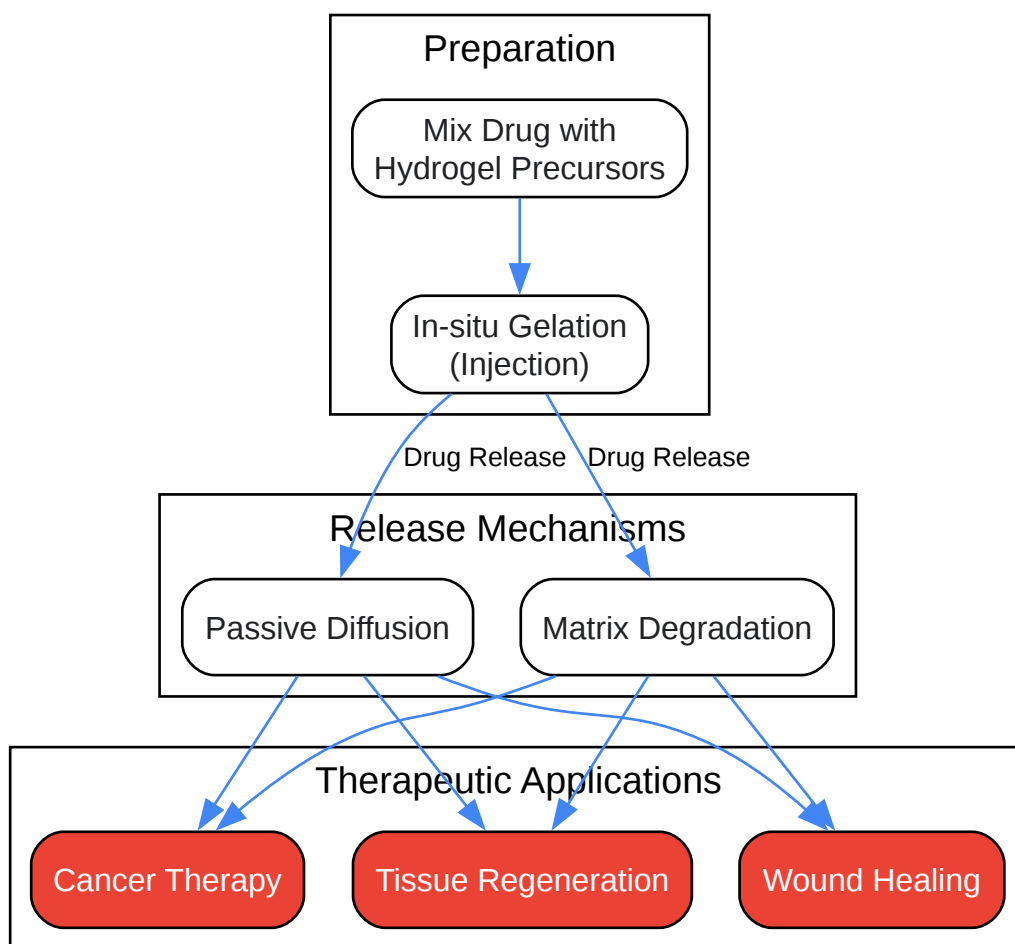 Preparation
Mix Drug with
Hydrogel Precursors
In-situ Gelation
(Injection)
Drug Release
Drug Release
Release Mechanisms
Passive Diffusion
Matrix Degradation
Therapeutic Applications
Cancer Therapy
Tissue Regeneration
Wound Healing